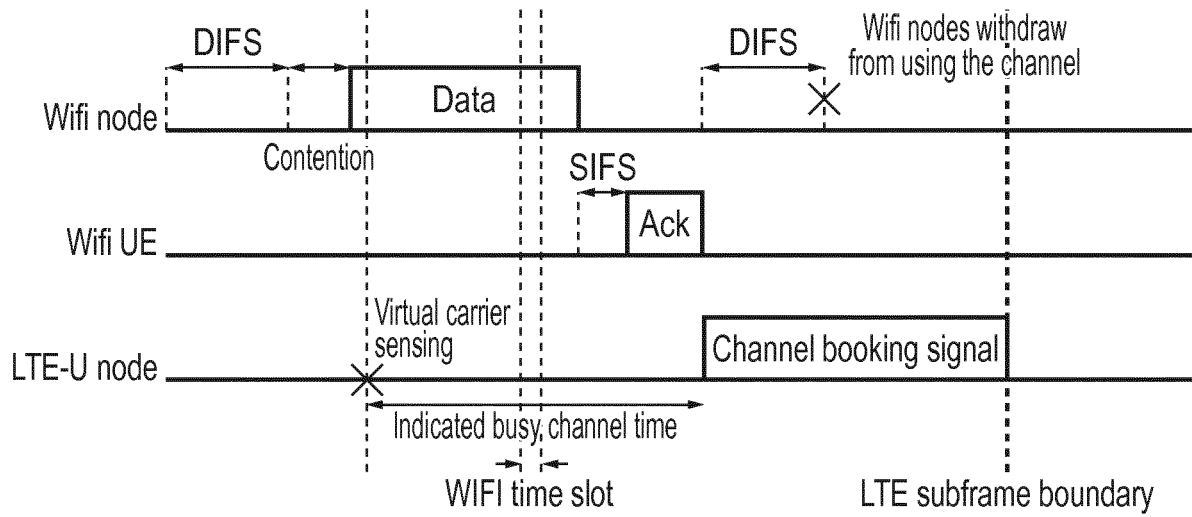 DIFS
DIFS
Wifi nodes withdraw
from using the channel
Data
Wifi node
Contention
SIFS
Ack
Wifi UE
Virtual carrier
sensing
Channel booking signal
LTE-U node
Indicated busy channel time
WIFI time slot
LTE subframe boundary